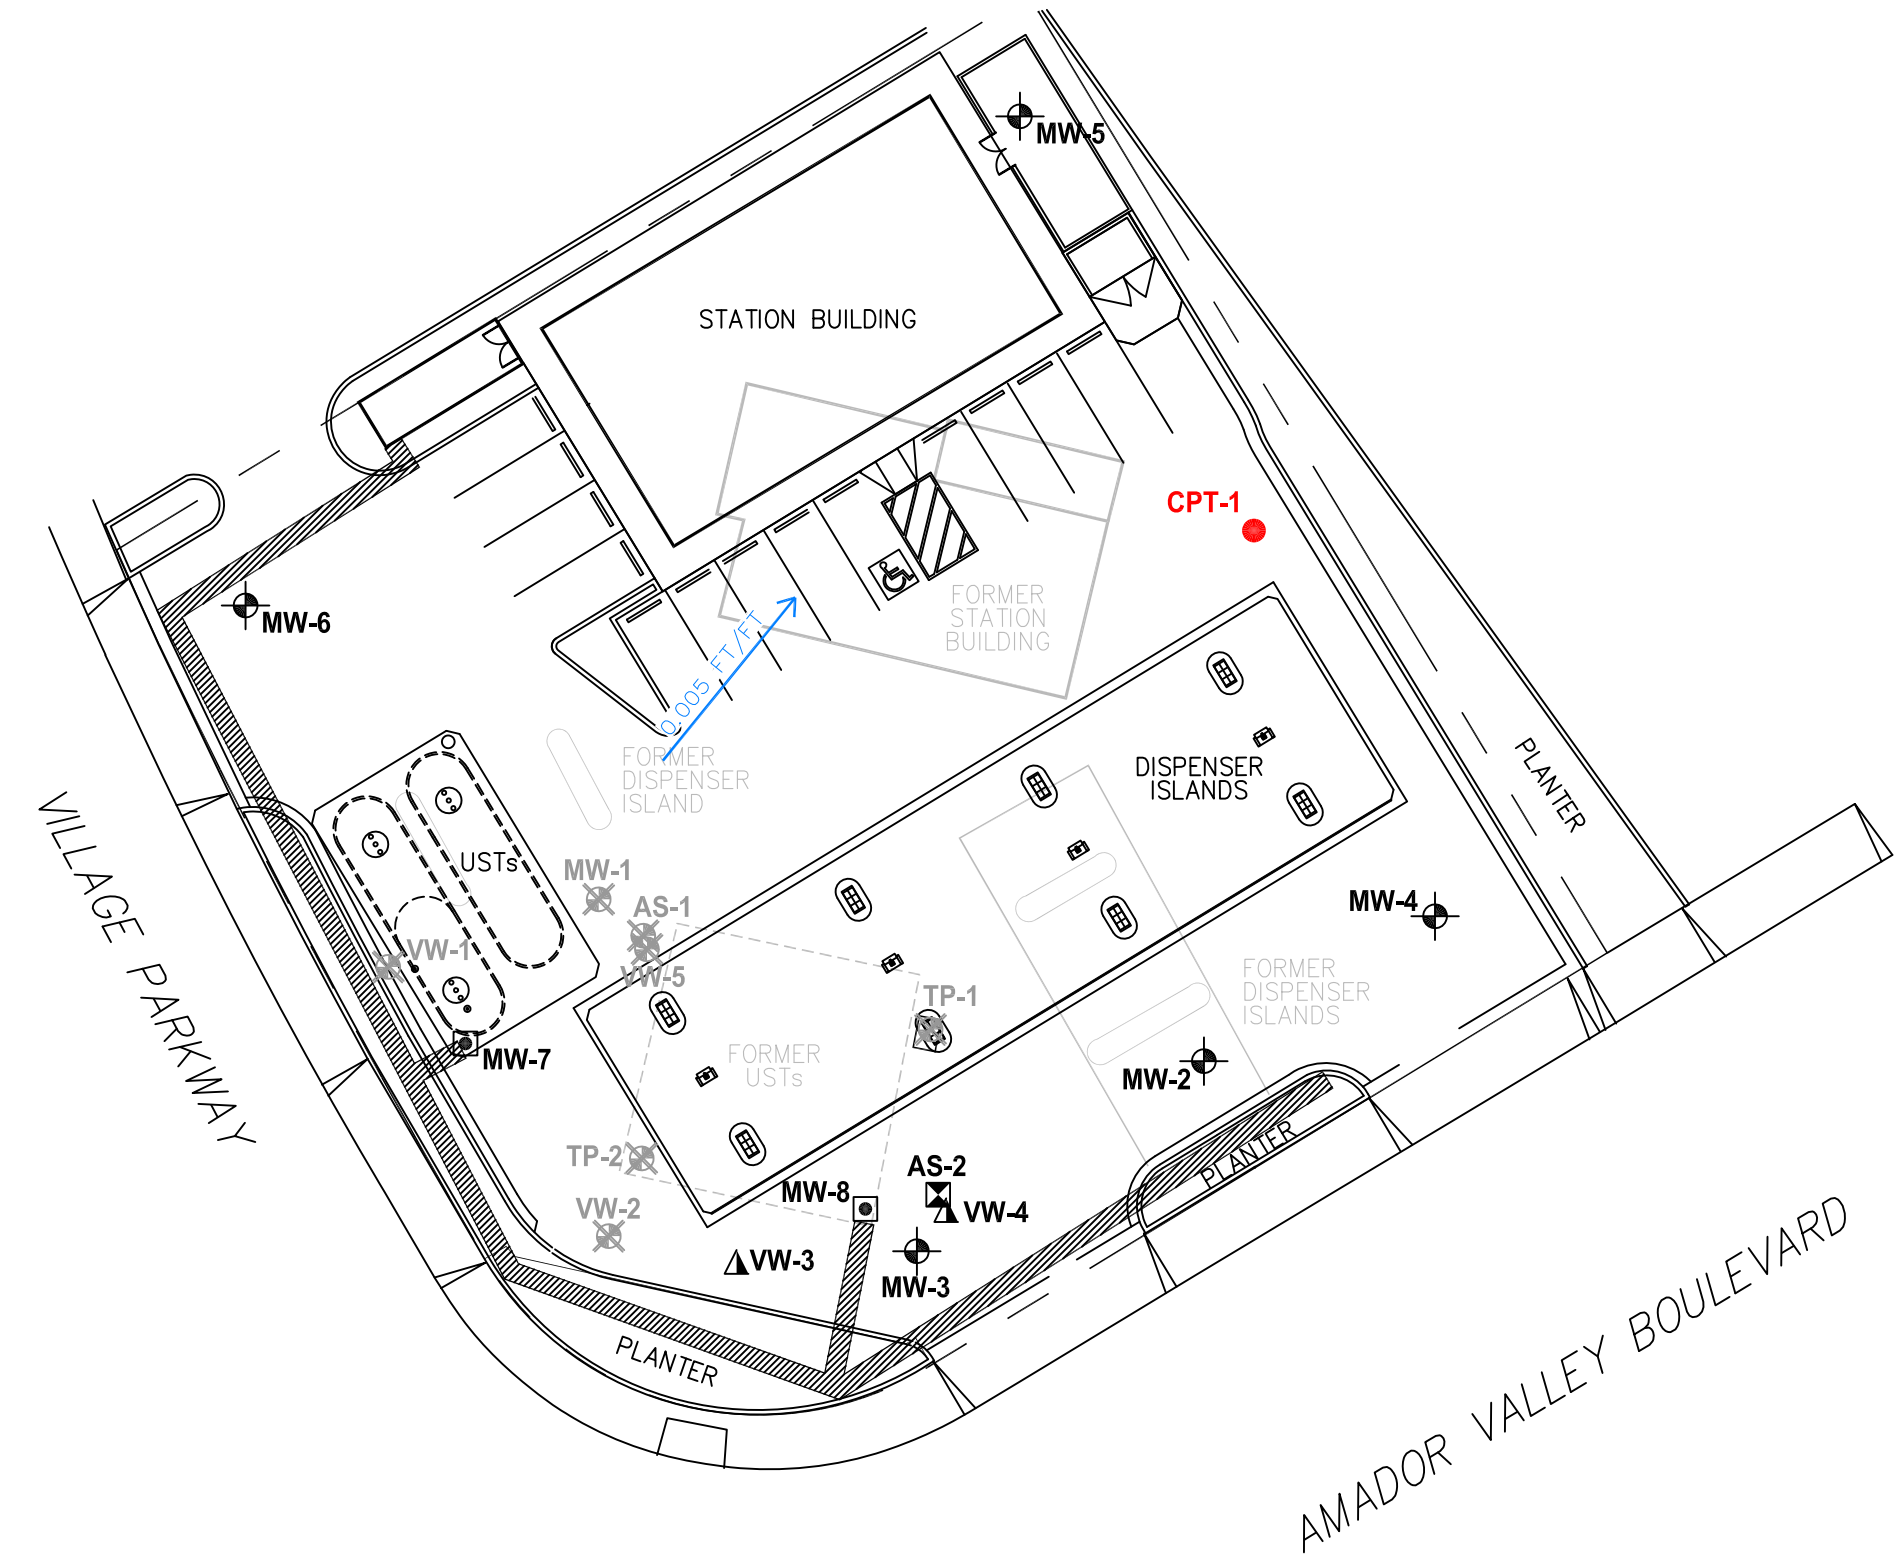 MW-5
STATION BUILDING
CPT-1
MW-6
FORMER
STATION
BUILDING
0.005 FT/FT
FORMER
DISPENSER
ISLAND
DISPENSER
ISLANDS
PLANTER
VILLAGE PARKWAY
USTs
MW-1
AS-1
VW-1
VW-5
MW-4
TP-1
FORMER
DISPENSER
ISLANDS
MW-7
FORMER
USTs
MW-2
TP-2
PLANTER
AS-2
MW-8
VW-2
VW-4
VW-3
MW-3
PLANTER
AMADOR VALLEY BOULEVARD